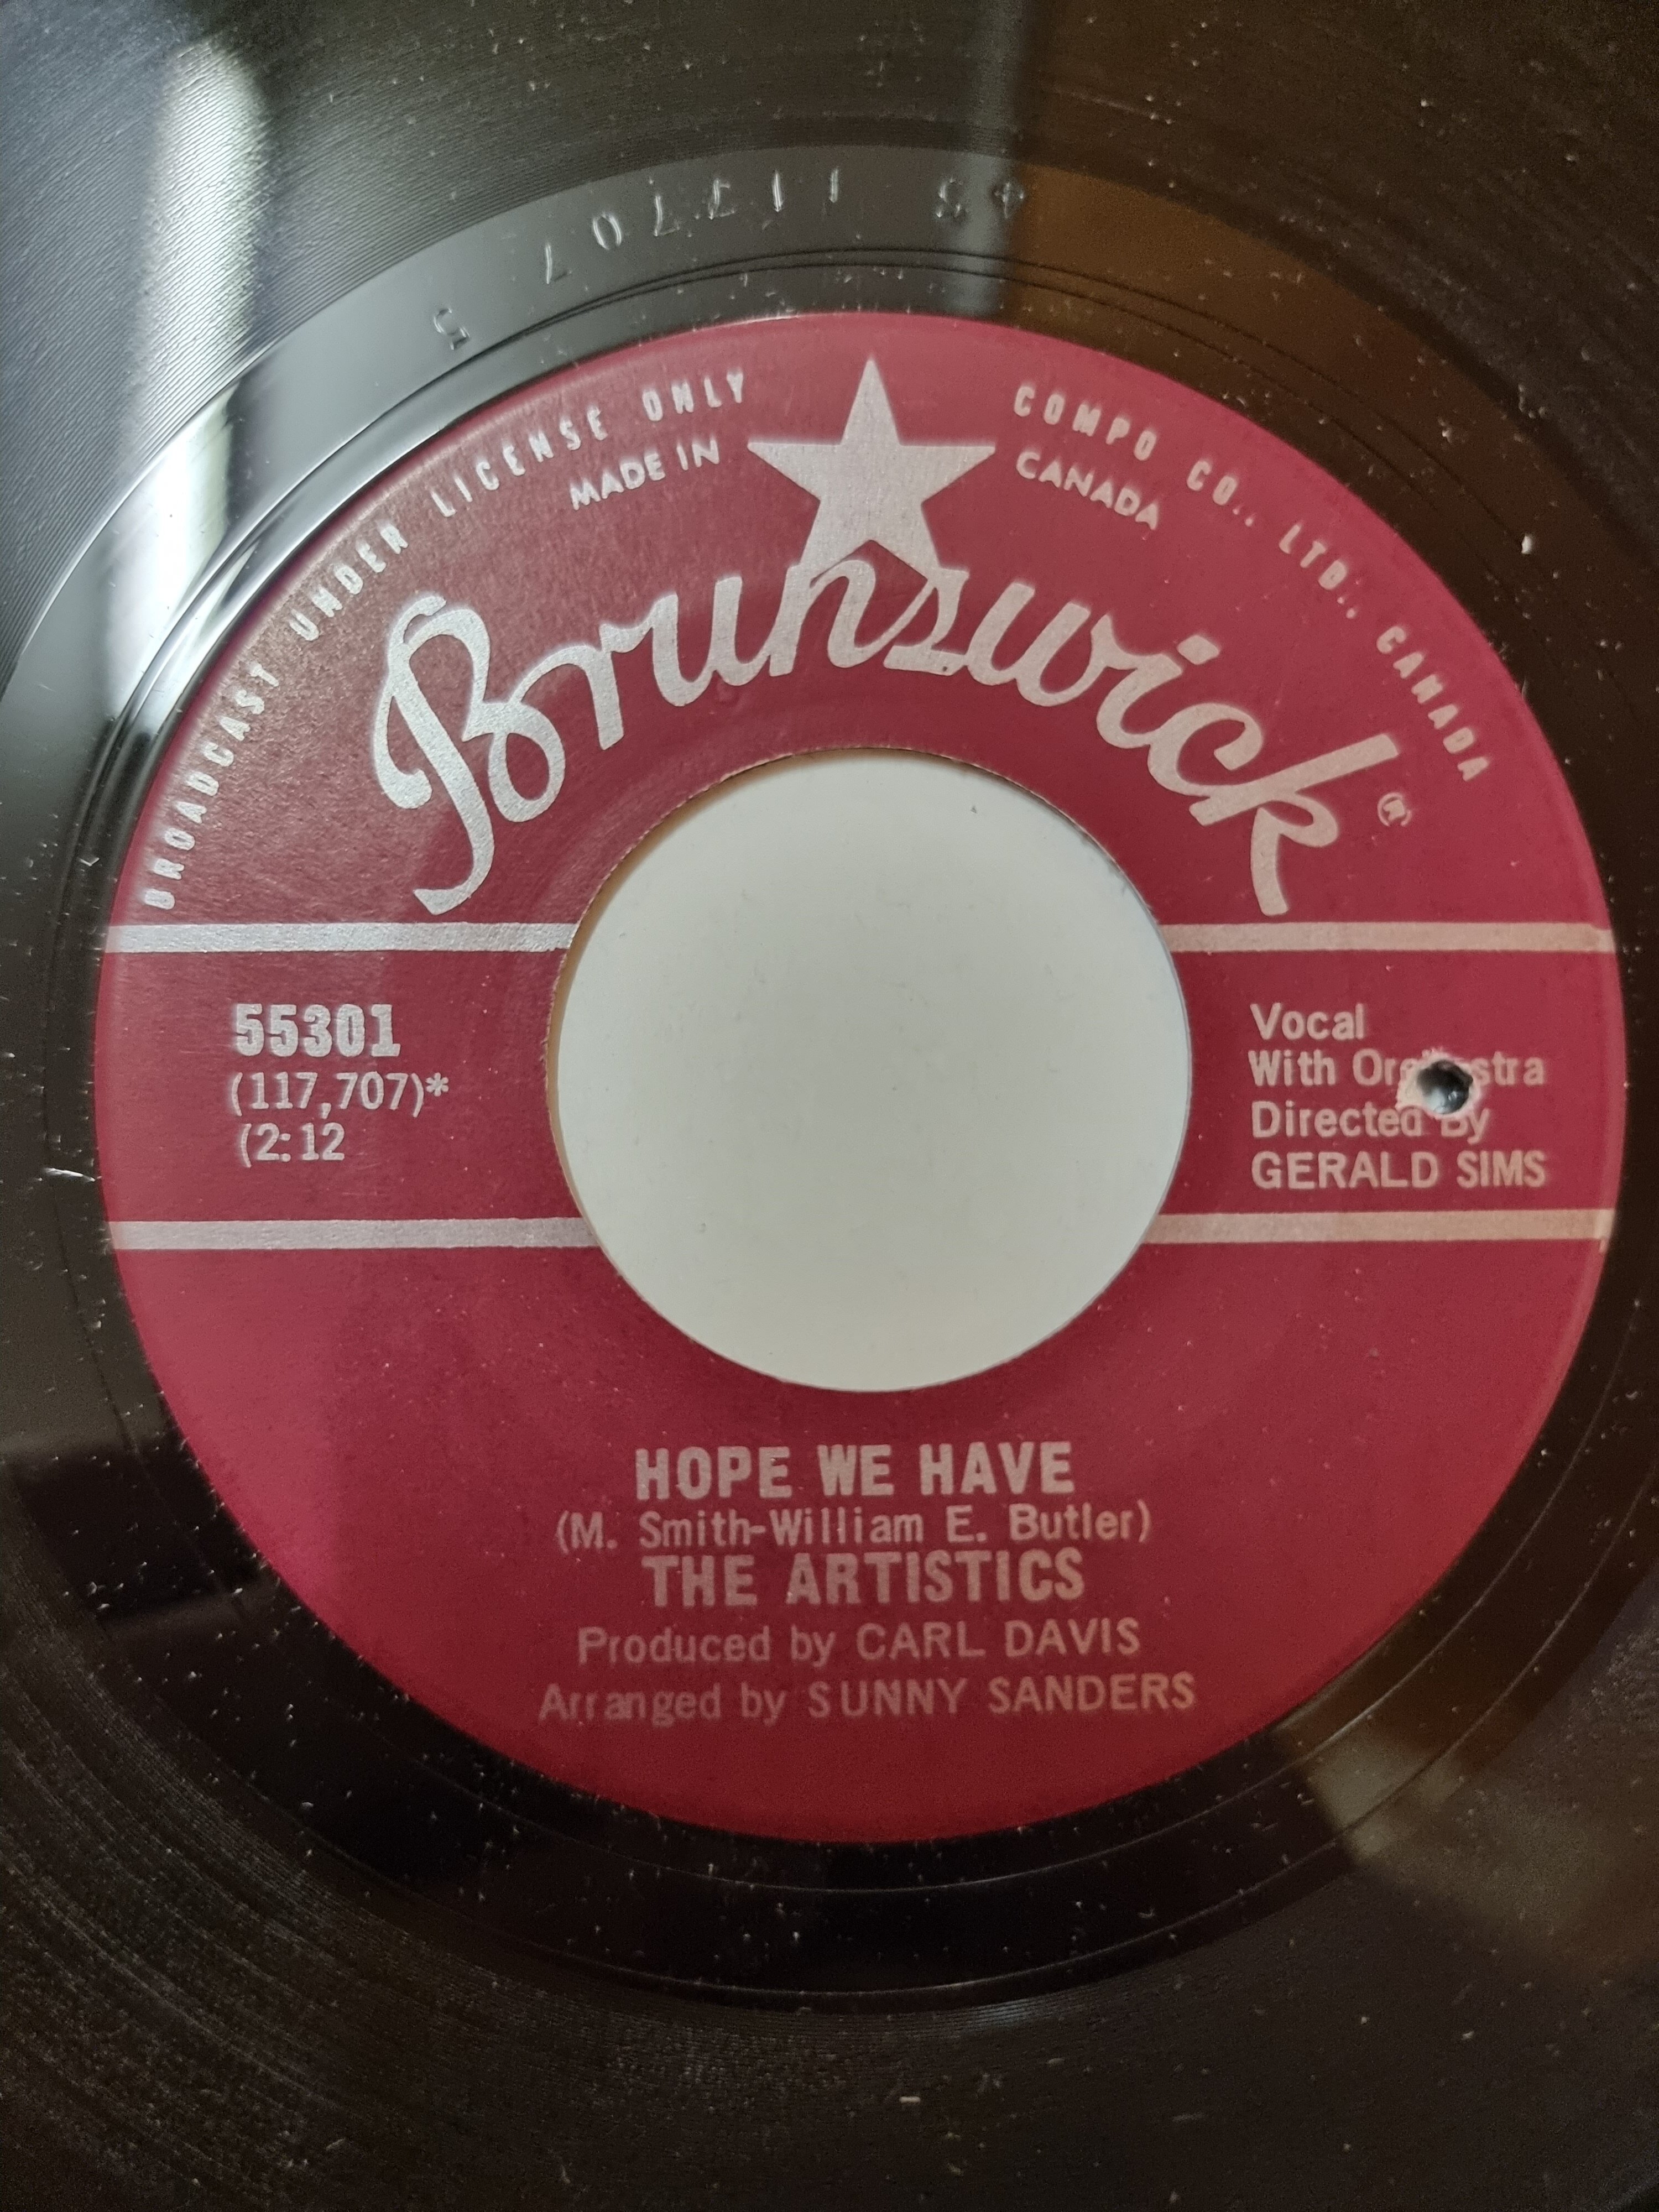 45 117707 5
BROADCAST UNDER LICENSE ONLY
COMPO CO., LTD., CANADA
MADE IN CANADA
Brunswick®
55301
(117,707)*
(2:12
Vocal
With Orchestra
Directed By
GERALD SIMS
HOPE WE HAVE
(M. Smith-William E. Butler)
THE ARTISTICS
Produced by CARL DAVIS
Arranged by SUNNY SANDERS